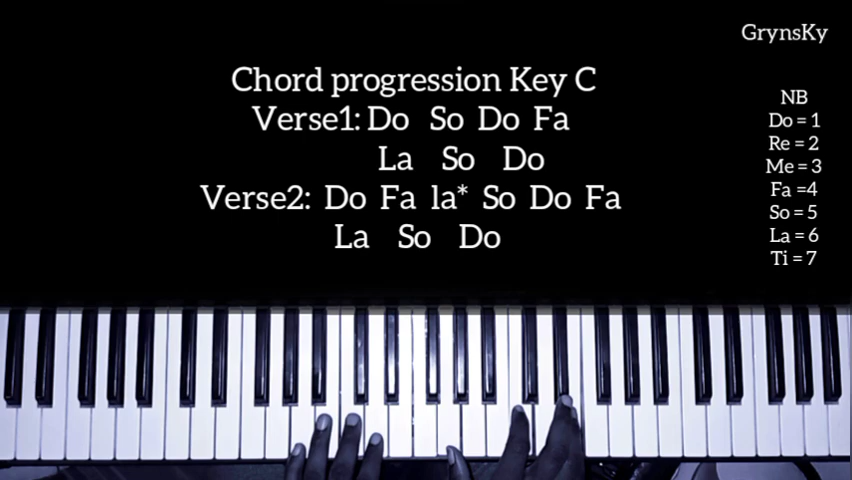 GrynsKy
Chord progression Key C
Verse1: Do So Do Fa
La So Do
Verse2: Do Fa la* So Do Fa
La So Do
NB
Do = 1
Re = 2
Me = 3
Fa =4
So = 5
La = 6
Ti = 7